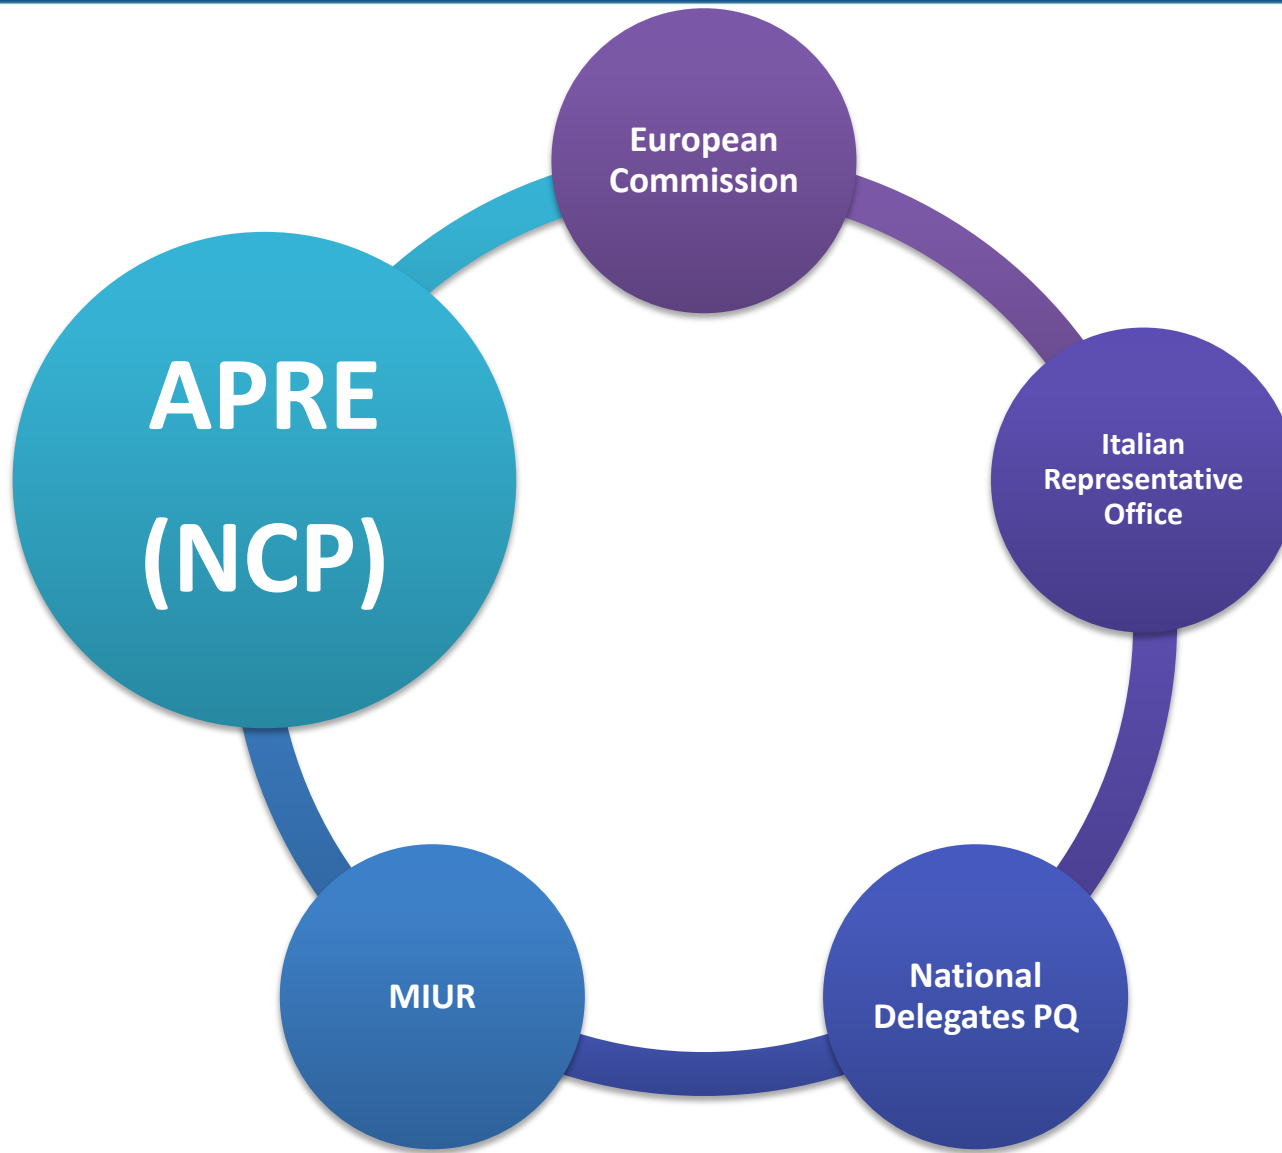 European
Commission
APRE
(NCP)
Italian
Representative
Office
National
Delegates PQ
MIUR